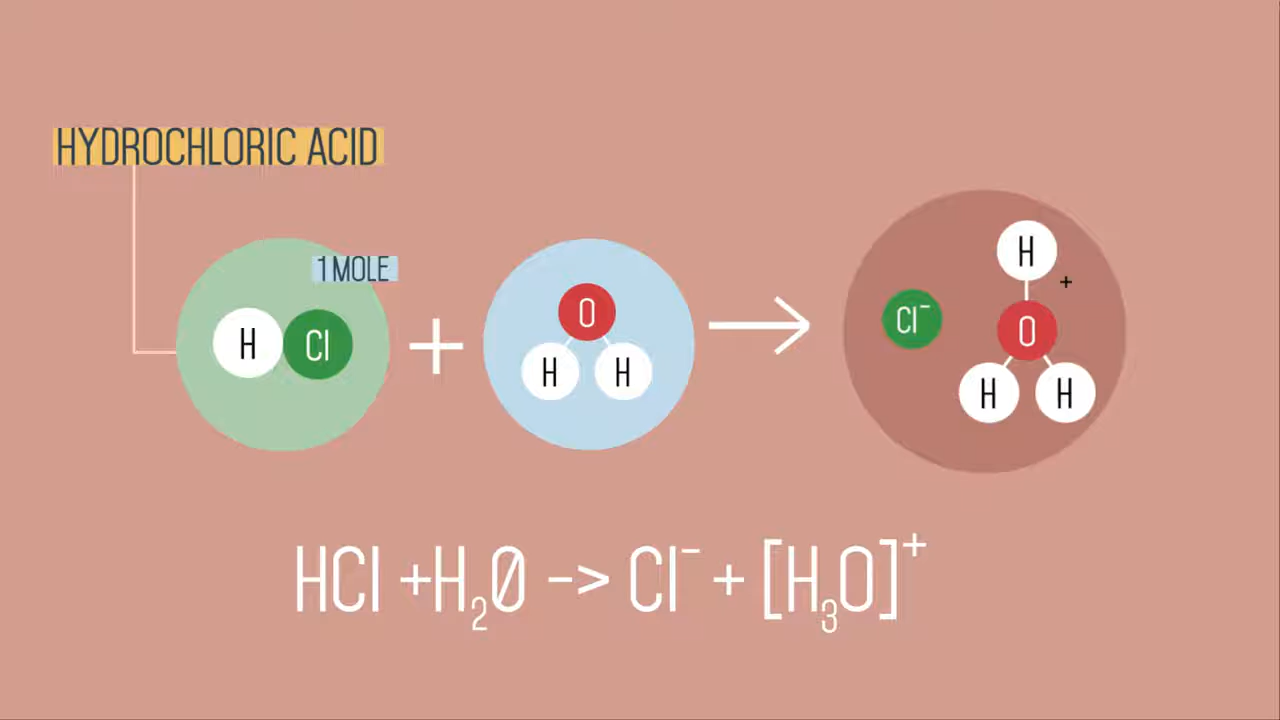 HYDROCHLORIC ACID
1 MOLE
H Cl
+
O
H H
H
+
Cl⁻
O
H H
HCl +H₂0 -> Cl⁻ + [H₃O]⁺